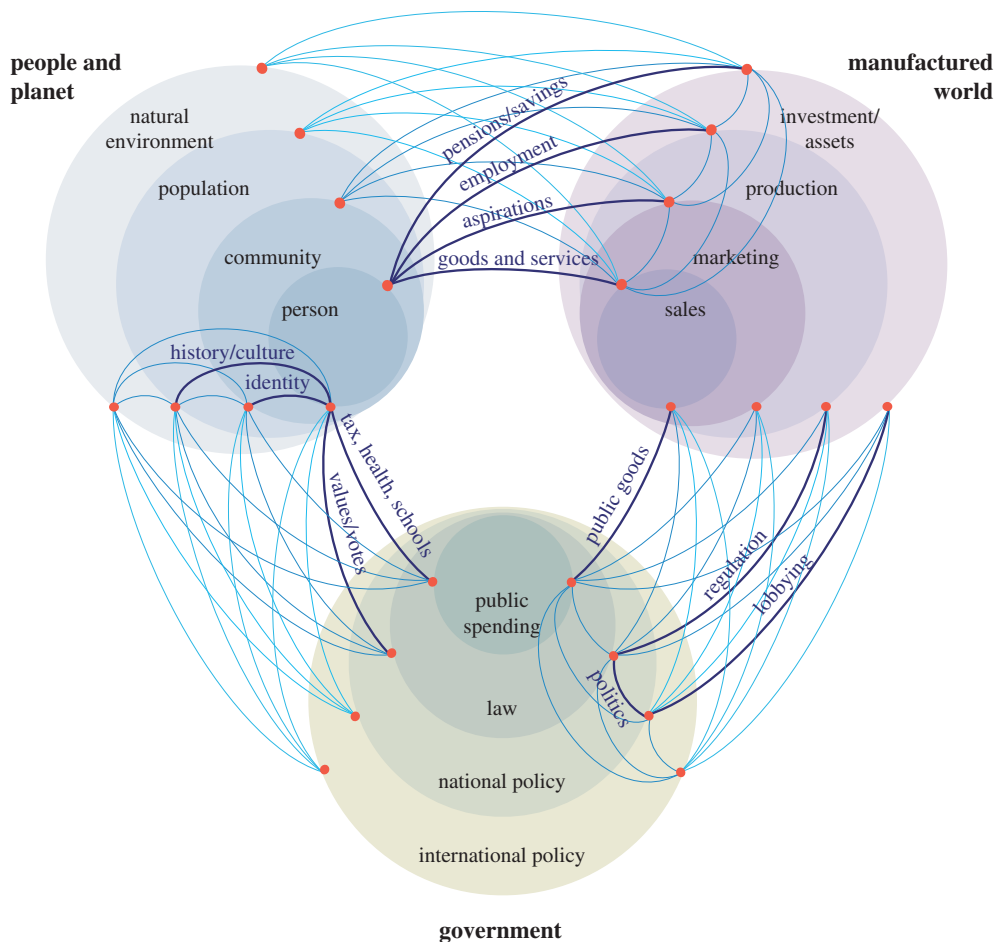 people and
planet
manufactured
world
natural
environment
population
community
person
pensions/savings
employment
aspirations
goods and services
investment/
assets
production
marketing
sales
history/culture
identity
tax, health, schools
values/votes
public goods
regulation
lobbying
politics
public
spending
law
national policy
international policy
government